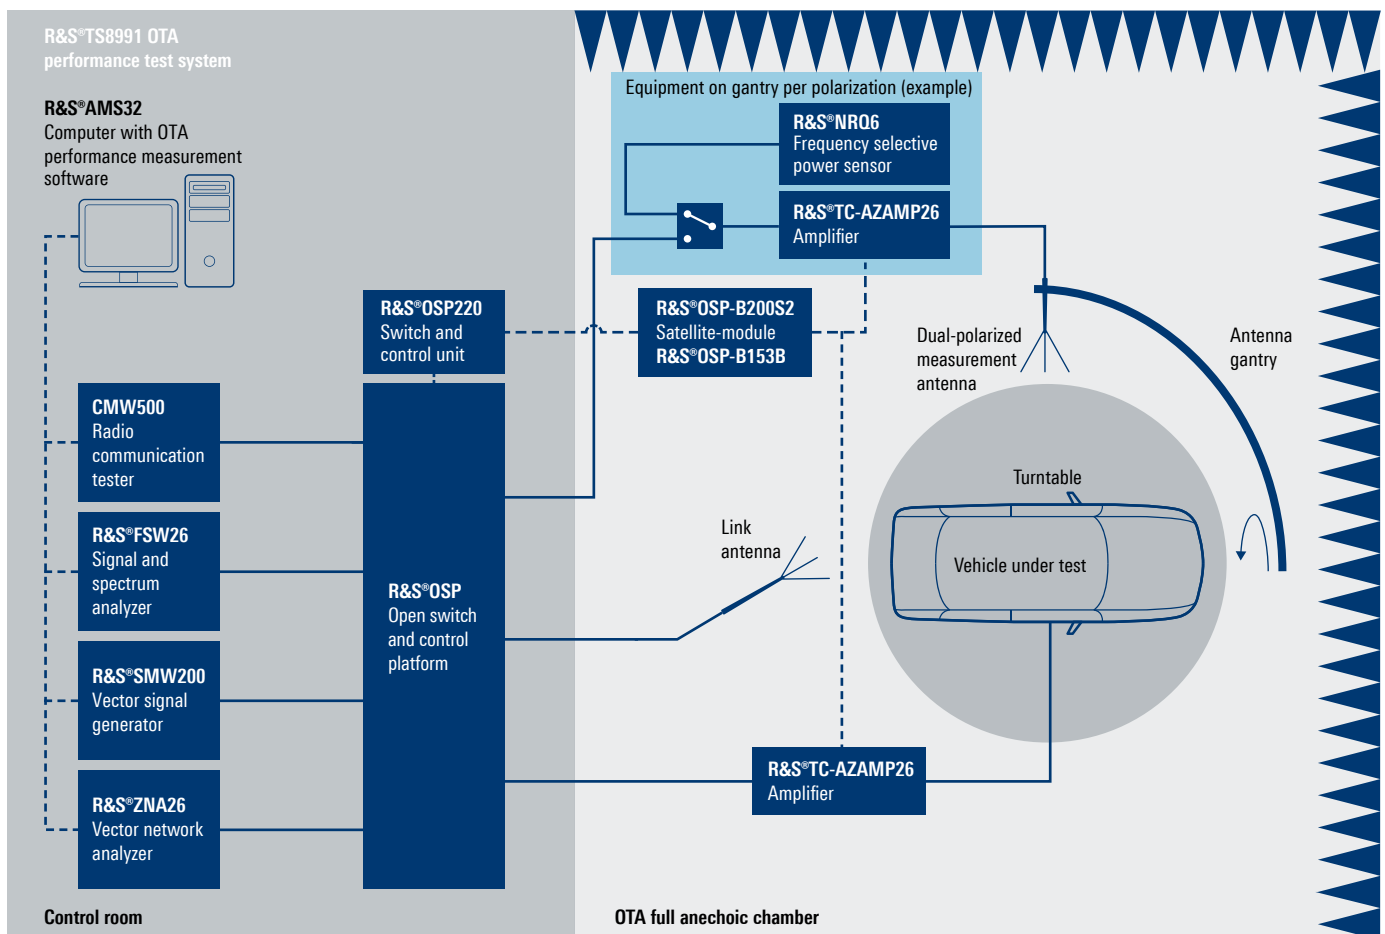 R&S®TS8991 OTA
performance test system
R&S®AMS32
Computer with OTA
performance measurement
software
Equipment on gantry per polarization (example)
R&S®NRQ6
Frequency selective
power sensor
R&S®TC-AZAMP26
Amplifier
R&S®OSP220
Switch and
control unit
R&S®OSP-B200S2
Satellite-module
R&S®OSP-B153B
Dual-polarized
measurement
antenna
Antenna
gantry
CMW500
Radio
communication
tester
R&S®FSW26
Signal and
spectrum
analyzer
R&S®OSP
Open switch
and control
platform
Link
antenna
Turntable
Vehicle under test
R&S®SMW200
Vector signal
generator
R&S®TC-AZAMP26
Amplifier
R&S®ZNA26
Vector network
analyzer
Control room
OTA full anechoic chamber